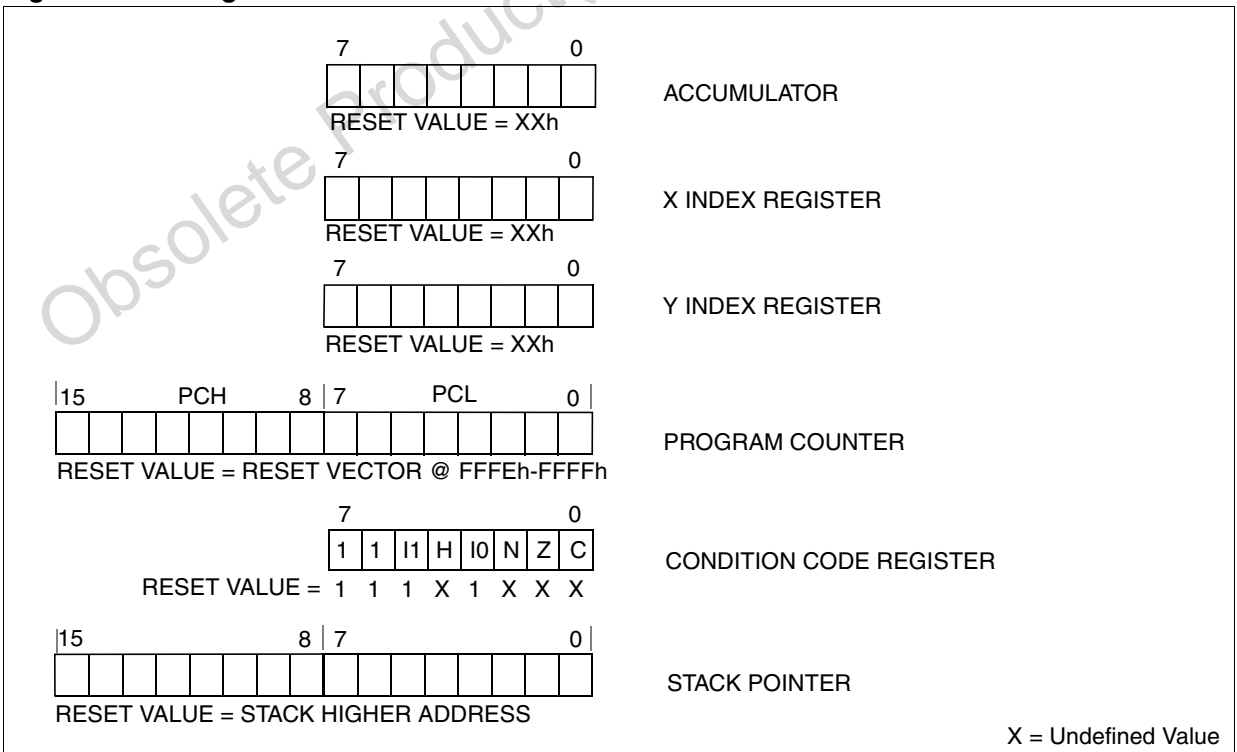 7 0
ACCUMULATOR
RESET VALUE = XXh
7 0
X INDEX REGISTER
RESET VALUE = XXh
7 0
Y INDEX REGISTER
RESET VALUE = XXh
15 PCH 8 7 PCL 0
PROGRAM COUNTER
RESET VALUE = RESET VECTOR @ FFFEh-FFFFh
7 0
1 1 I1 H I0 N Z C
CONDITION CODE REGISTER
RESET VALUE = 1 1 1 X 1 X X X
15 8 7 0
STACK POINTER
RESET VALUE = STACK HIGHER ADDRESS
X = Undefined Value
Obsolete